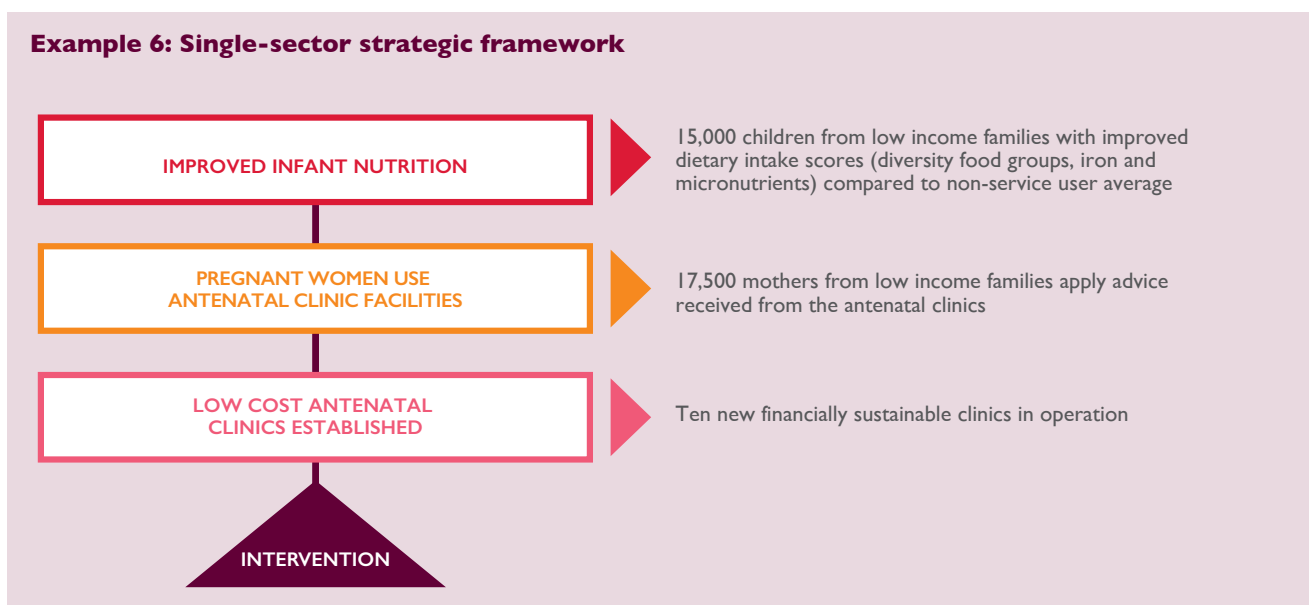 Example 6: Single-sector strategic framework
IMPROVED INFANT NUTRITION
15,000 children from low income families with improved
dietary intake scores (diversity food groups, iron and
micronutrients) compared to non-service user average
PREGNANT WOMEN USE
ANTENATAL CLINIC FACILITIES
17,500 mothers from low income families apply advice
received from the antenatal clinics
LOW COST ANTENATAL
CLINICS ESTABLISHED
Ten new financially sustainable clinics in operation
INTERVENTION